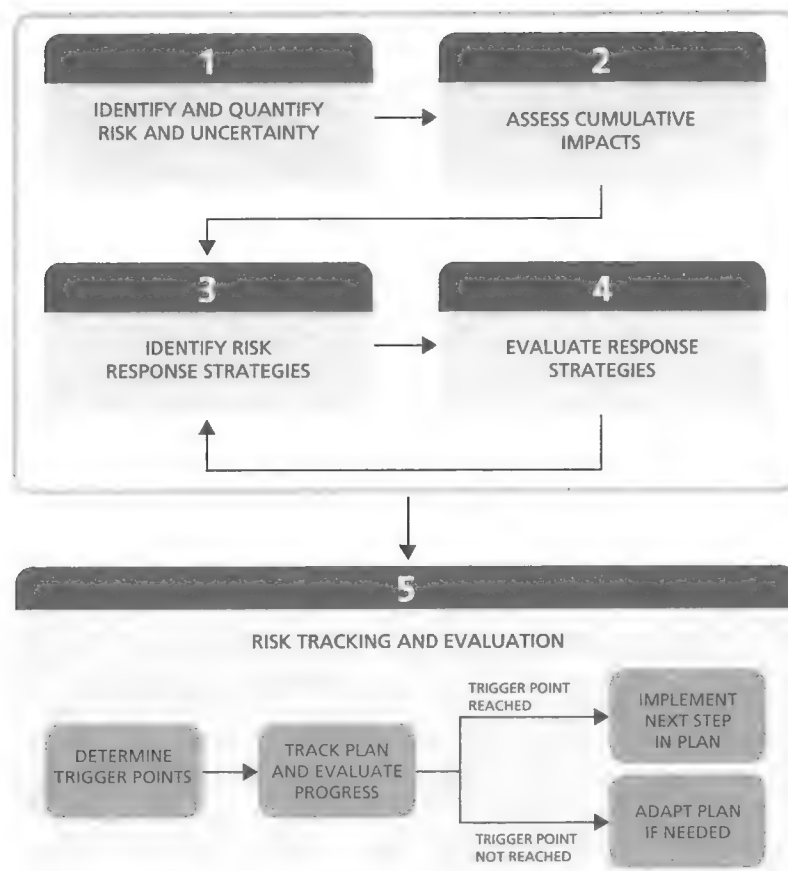 1
IDENTIFY AND QUANTIFY
RISK AND UNCERTAINTY
2
ASSESS CUMULATIVE
IMPACTS
3
IDENTIFY RISK
RESPONSE STRATEGIES
4
EVALUATE RESPONSE
STRATEGIES
5
RISK TRACKING AND EVALUATION
DETERMINE
TRIGGER POINTS
TRACK PLAN
AND EVALUATE
PROGRESS
TRIGGER POINT
REACHED
IMPLEMENT
NEXT STEP
IN PLAN
TRIGGER POINT
NOT REACHED
ADAPT PLAN
IF NEEDED